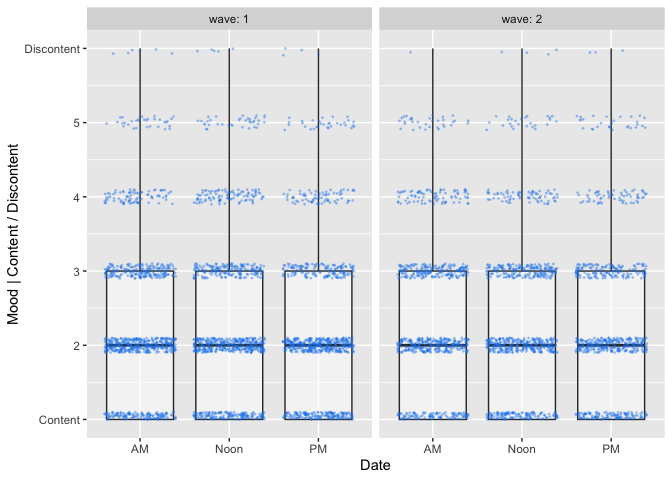 wave: 1
wave: 2
Mood | Content / Discontent
Discontent
5
4
3
2
Content
AM
Noon
PM
AM
Noon
PM
Date